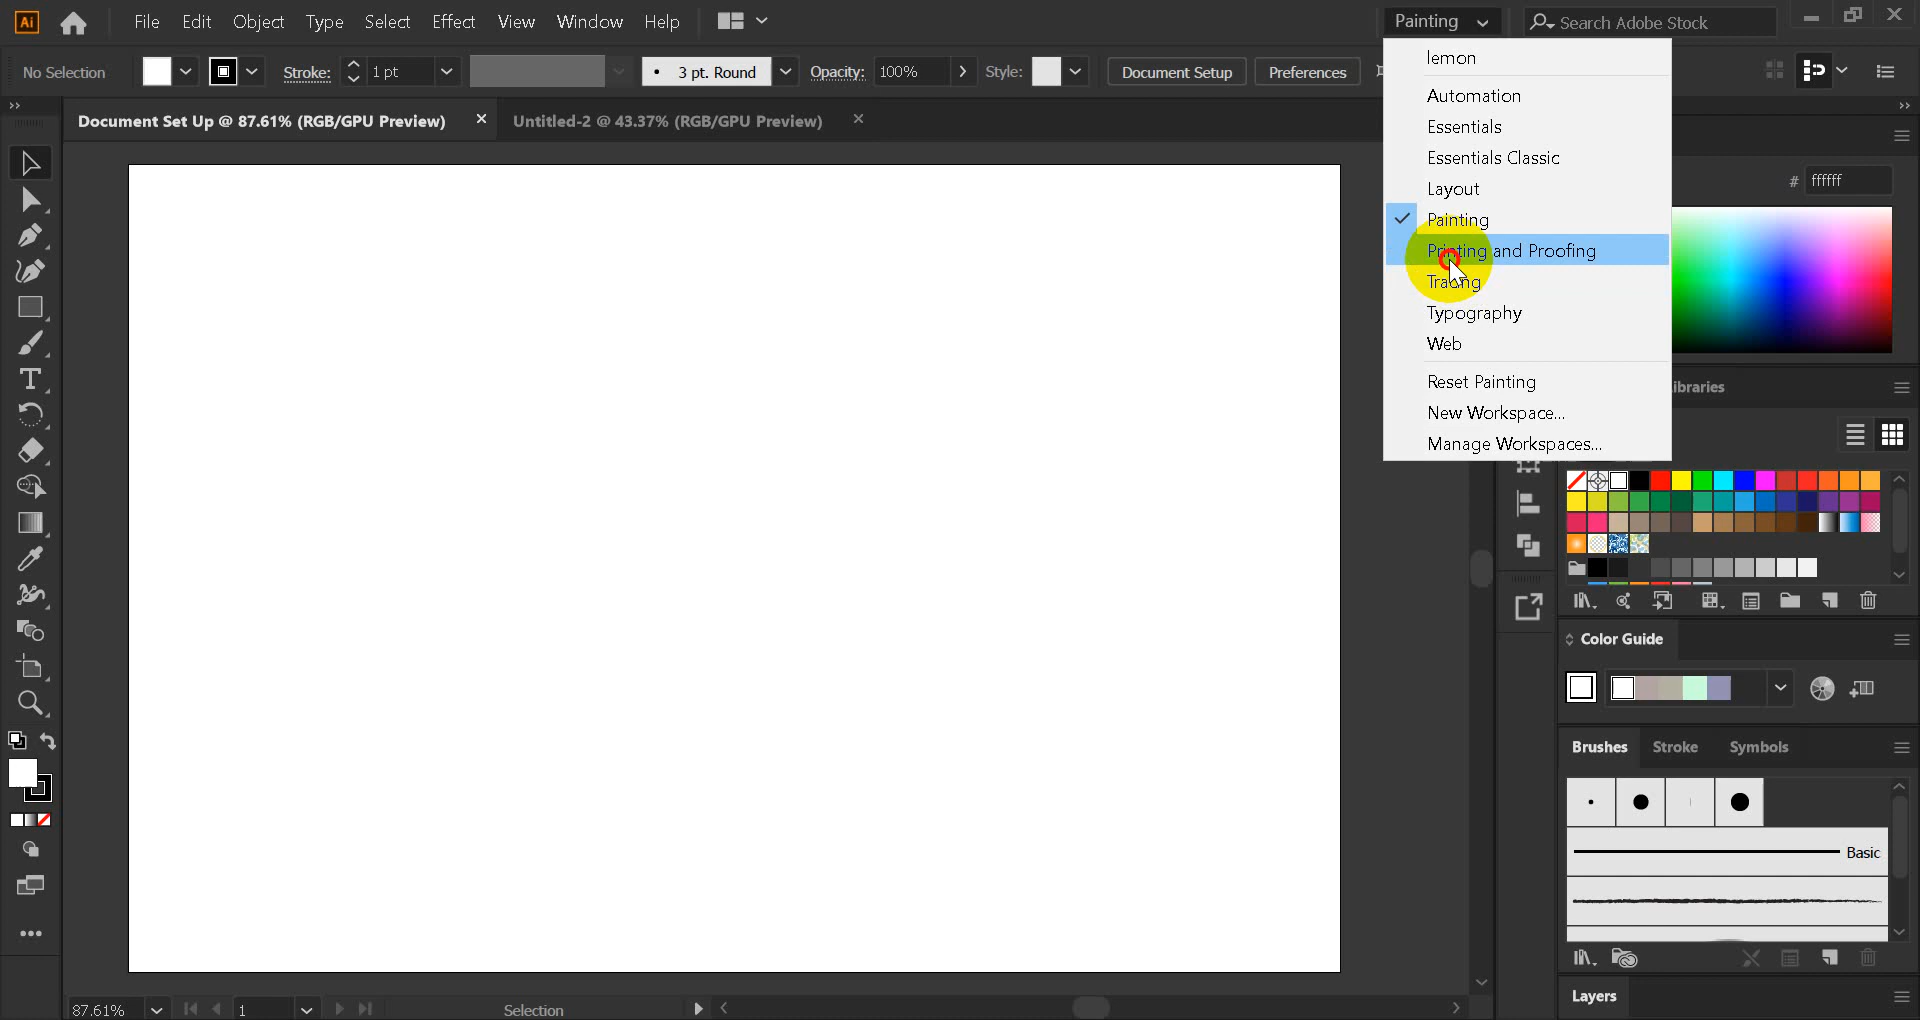 Ai File Edit Object Type Select Effect View Window Help Painting Search Adobe Stock
No Selection Stroke: 1 pt 3 pt. Round Opacity: 100% Style: Document Setup Preferences
Document Set Up @ 87.61% (RGB/GPU Preview) Untitled-2 @ 43.37% (RGB/GPU Preview)
lemon
Automation
Essentials
Essentials Classic
Layout
Painting
Printing and Proofing
Tracing
Typography
Web
Reset Painting
New Workspace...
Manage Workspaces...
# ffffff
ibraries
Color Guide
Brushes Stroke Symbols
Basic
Layers
87.61% 1 Selection